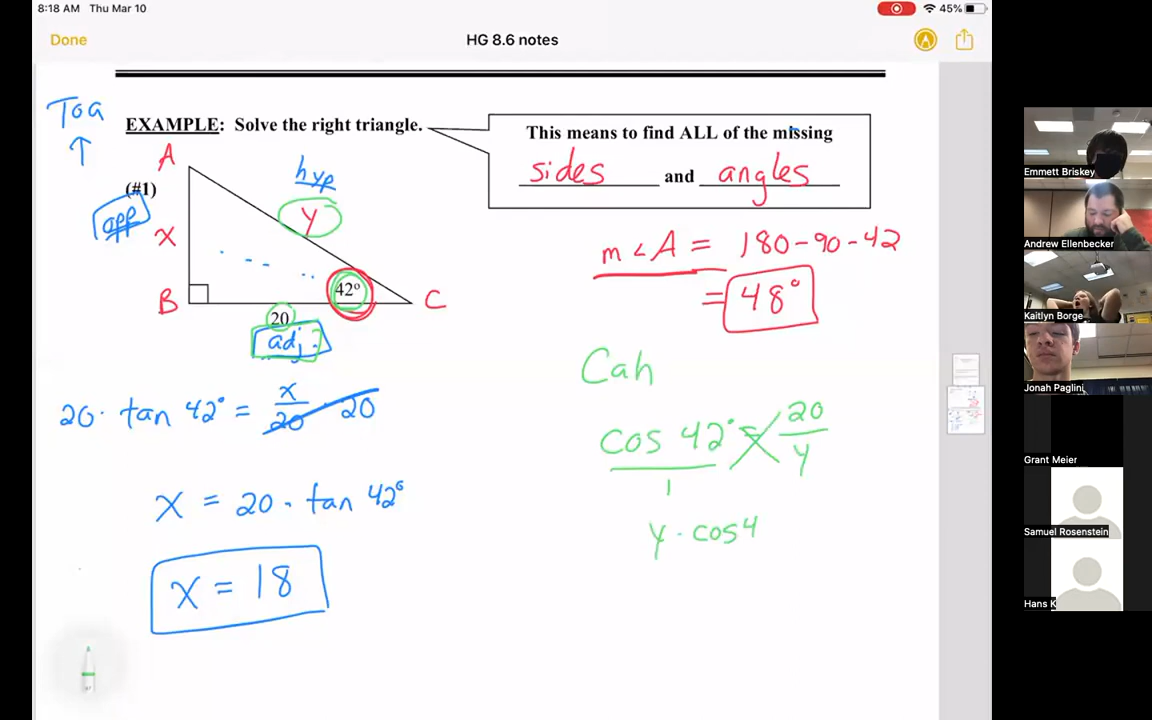 8:18 AM Thu Mar 10
45%
Done
HG 8.6 notes
Toa
EXAMPLE: Solve the right triangle.
This means to find ALL of the missing
sides and angles
A
hyp
(#1)
opp
y
X
m<A = 180-90-42
= 48°
42°
B
C
20
adj.
Cah
20 · tan 42° = x/20 · 20
cos 42° = 20/y
1
x = 20 · tan 42°
y · cos 4
x = 18
Emmett Briskey
Andrew Ellenbecker
Kaitlyn Borge
Jonah Paglini
Grant Meier
Samuel Rosenstein
Hans K